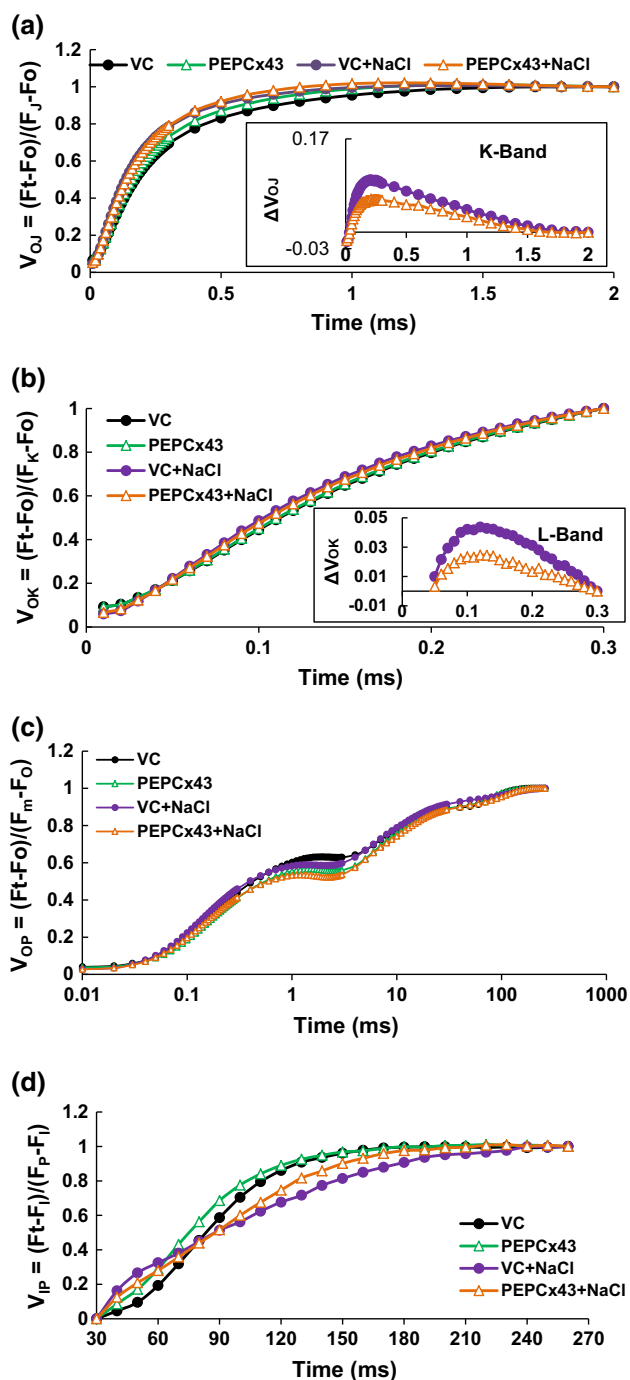 (a)
V_OJ = (Ft-Fo)/(F_J-Fo)
1.2
1
0.8
0.6
0.4
0.2
0
VC PEPCx43 VC+NaCl PEPCx43+NaCl
K-Band
ΔV_OJ
0.17
-0.03
0 0.5 1 1.5 2
0 0.5 1 1.5 2
Time (ms)
(b)
V_OK = (Ft-Fo)/(F_K-Fo)
1
0.8
0.6
0.4
0.2
0
VC
PEPCx43
VC+NaCl
PEPCx43+NaCl
L-Band
ΔV_OK
0.05
0.03
0.01
-0.01
0 0.1 0.2 0.3
0 0.1 0.2 0.3
Time (ms)
(c)
V_OP = (Ft-Fo)/(F_m-F_O)
1.2
1
0.8
0.6
0.4
0.2
0
VC
PEPCx43
VC+NaCl
PEPCx43+NaCl
0.01 0.1 1 10 100 1000
Time (ms)
(d)
V_IP = (Ft-F_I)/(F_P-F_I)
1.2
1
0.8
0.6
0.4
0.2
0
VC
PEPCx43
VC+NaCl
PEPCx43+NaCl
30 60 90 120 150 180 210 240 270
Time (ms)